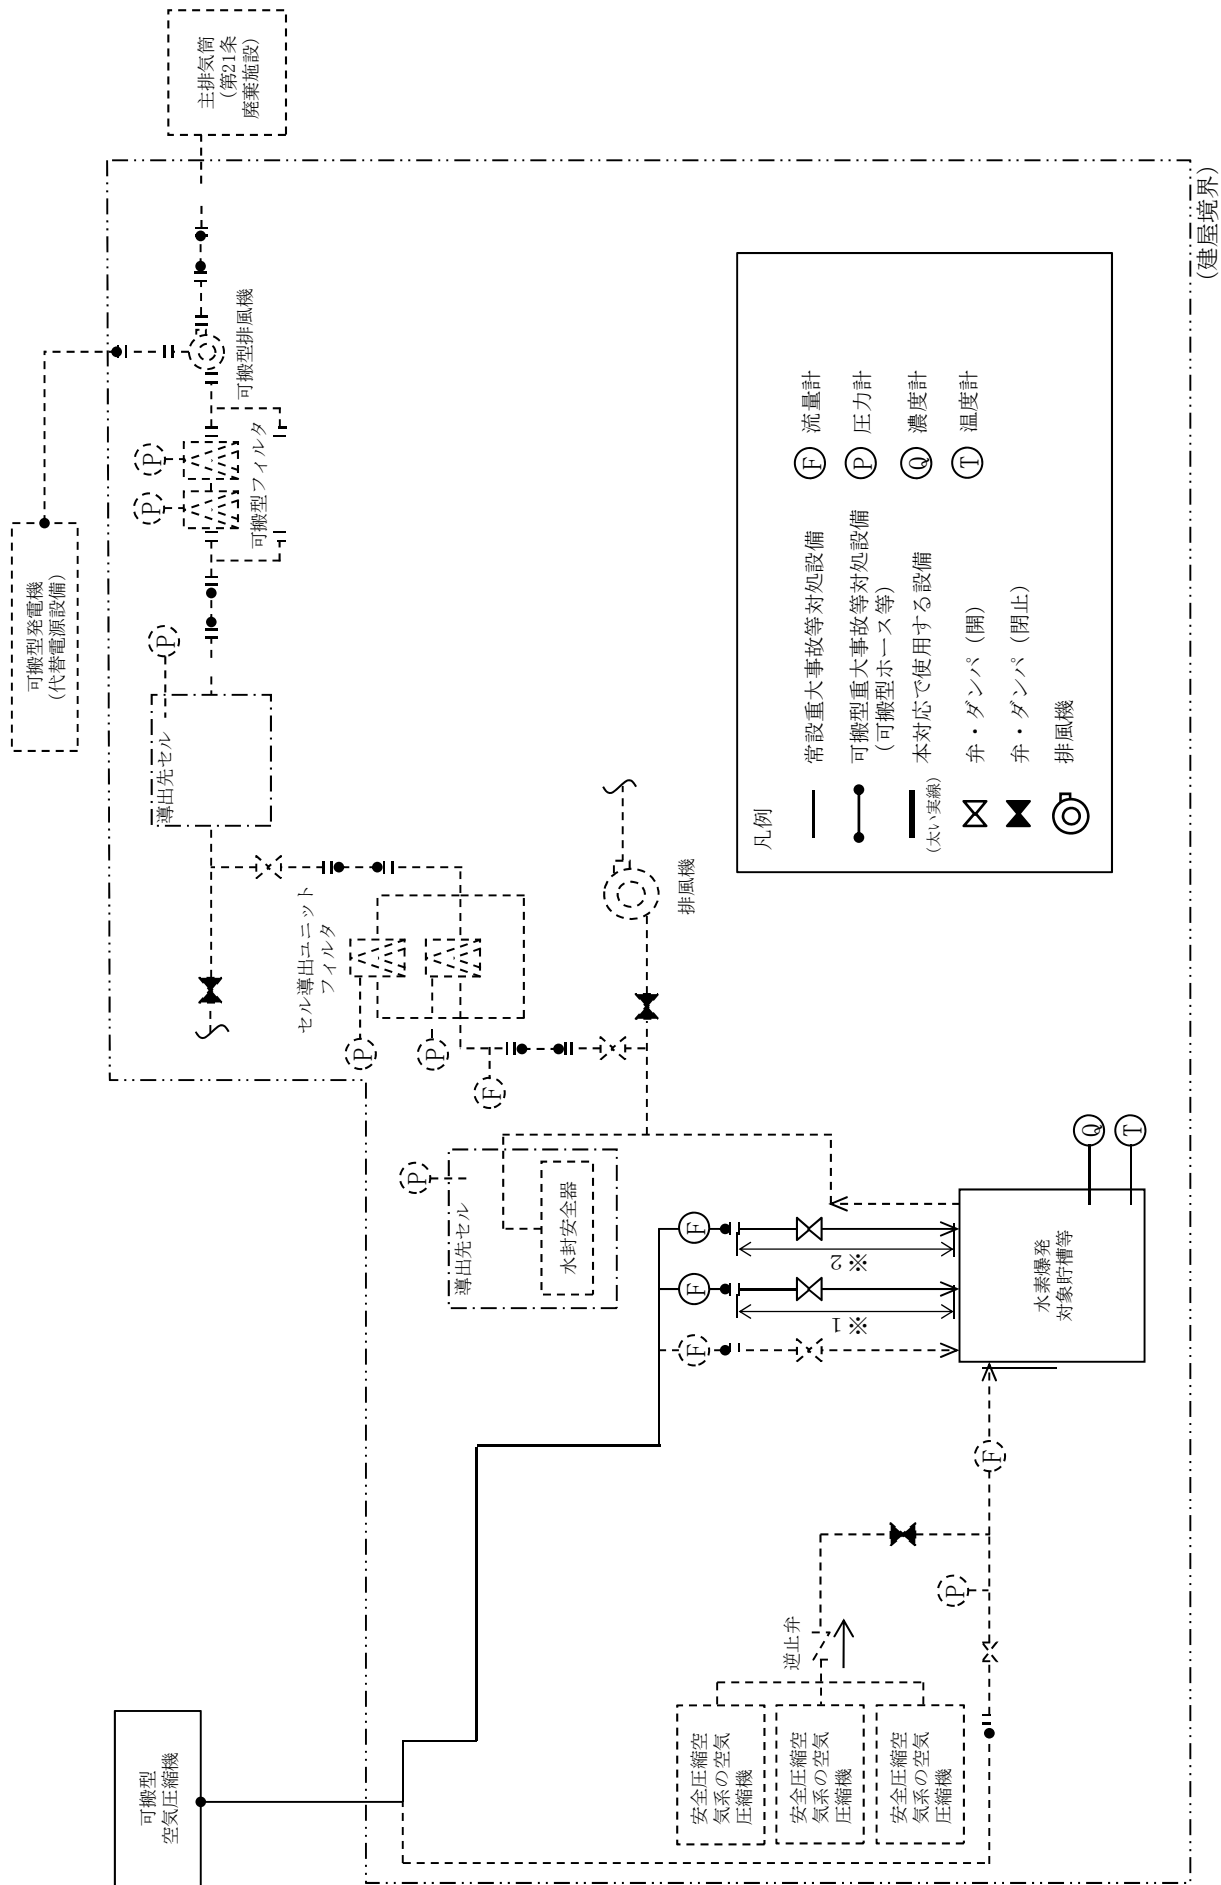 主排気筒
(第21条
廃棄施設)
可搬型発電機
(代替電源設備)
可搬型排風機
P
P
可搬型フィルタ
P
導出先セル
セル導出ユニット
フィルタ
P
P
F
排風機
P
導出先セル
水封安全器
F
F
F
※2
※1
水素爆発
対象貯槽等
Q
T
F
P
逆止弁
安全圧縮空
気系の空気
圧縮機
安全圧縮空
気系の空気
圧縮機
安全圧縮空
気系の空気
圧縮機
可搬型
空気圧縮機
凡例
常設重大事故等対処設備
可搬型重大事故等対処設備
(可搬型ホース等)
本対応で使用する設備
(太い実線)
弁・ダンパ (開)
弁・ダンパ (閉止)
排風機
F 流量計
P 圧力計
Q 濃度計
T 温度計
(建屋境界)